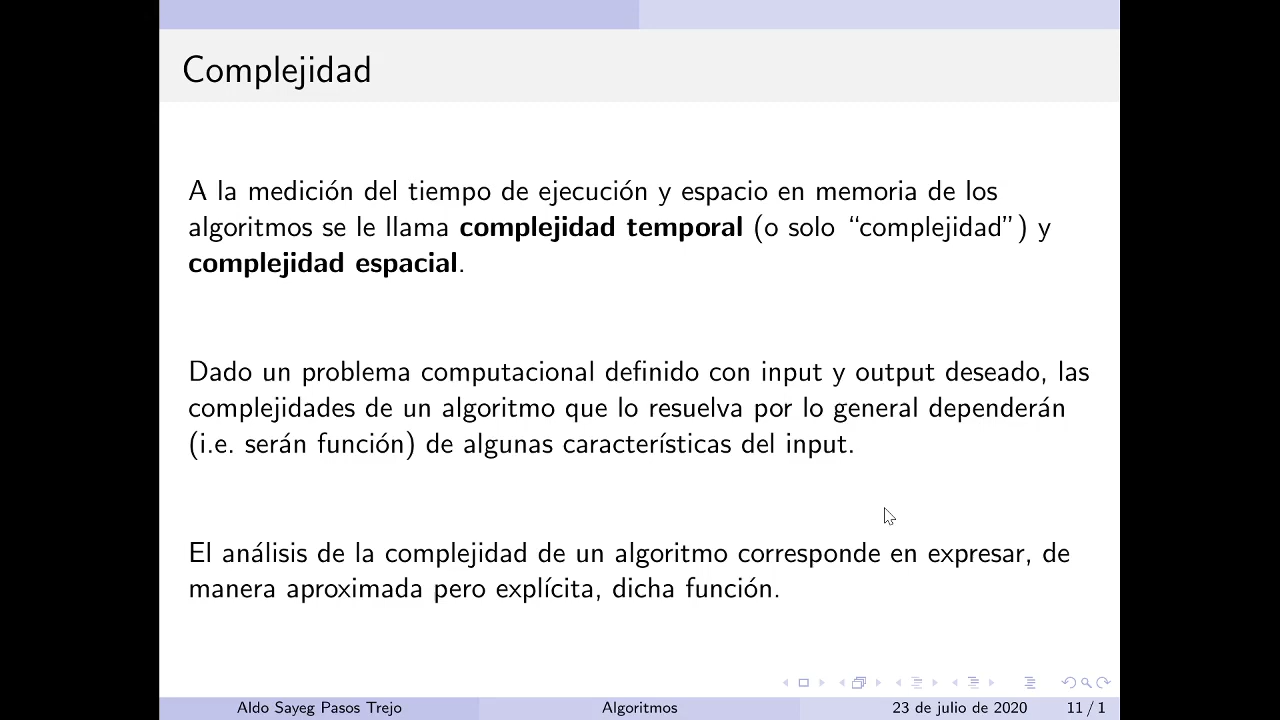 Complejidad
A la medición del tiempo de ejecución y espacio en memoria de los
algoritmos se le llama complejidad temporal (o solo “complejidad”) y
complejidad espacial.
Dado un problema computacional definido con input y output deseado, las
complejidades de un algoritmo que lo resuelva por lo general dependerán
(i.e. serán función) de algunas características del input.
El análisis de la complejidad de un algoritmo corresponde en expresar, de
manera aproximada pero explícita, dicha función.
Aldo Sayeg Pasos Trejo Algoritmos 23 de julio de 2020 11 / 1